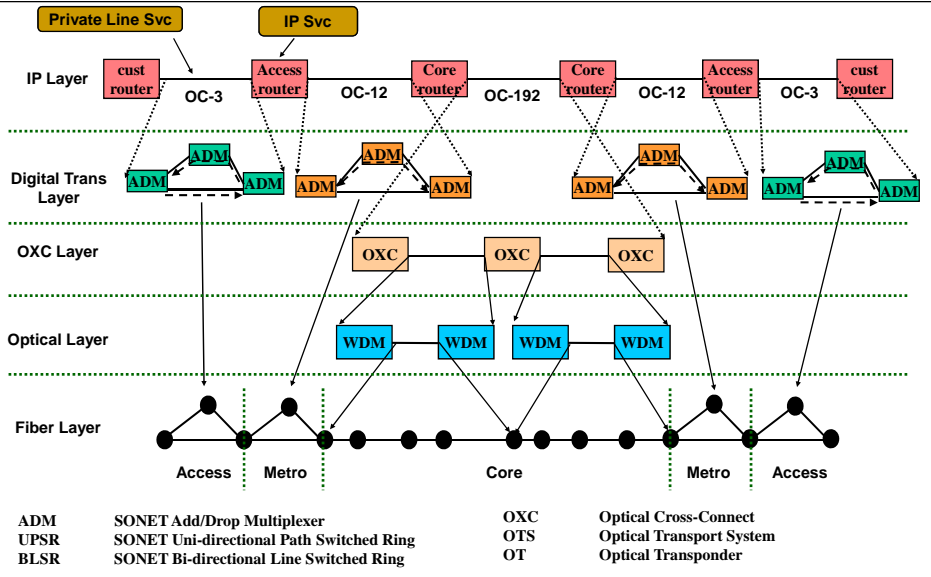 Private Line Svc
IP Svc
IP Layer
cust
router
OC-3
Access
router
OC-12
Core
router
OC-192
Core
router
OC-12
Access
router
OC-3
cust
router
Digital Trans
Layer
ADM
ADM
ADM
ADM
ADM
ADM
ADM
ADM
ADM
ADM
ADM
ADM
OXC Layer
OXC
OXC
OXC
Optical Layer
WDM
WDM
WDM
WDM
Fiber Layer
Access
Metro
Core
Metro
Access
ADM SONET Add/Drop Multiplexer
UPSR SONET Uni-directional Path Switched Ring
BLSR SONET Bi-directional Line Switched Ring
OXC Optical Cross-Connect
OTS Optical Transport System
OT Optical Transponder